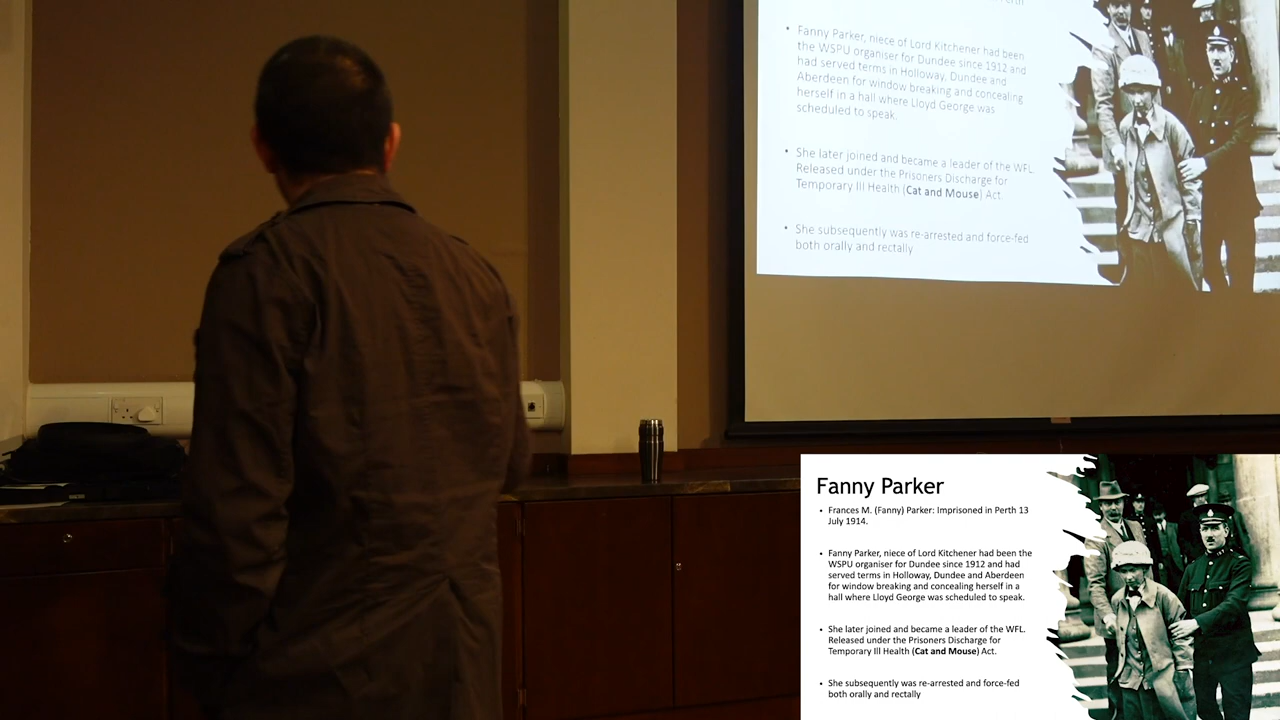 Fanny Parker, niece of Lord Kitchener had been
the WSPU organiser for Dundee since 1912 and
had served terms in Holloway, Dundee and
Aberdeen for window breaking and concealing
herself in a hall where Lloyd George was
scheduled to speak.
She later joined and became a leader of the WFL.
Released under the Prisoners Discharge for
Temporary Ill Health (Cat and Mouse) Act.
She subsequently was re-arrested and force-fed
both orally and rectally
Fanny Parker
Frances M. (Fanny) Parker: Imprisoned in Perth 13
July 1914.
Fanny Parker, niece of Lord Kitchener had been the
WSPU organiser for Dundee since 1912 and had
served terms in Holloway, Dundee and Aberdeen
for window breaking and concealing herself in a
hall where Lloyd George was scheduled to speak.
She later joined and became a leader of the WFL.
Released under the Prisoners Discharge for
Temporary Ill Health (Cat and Mouse) Act.
She subsequently was re-arrested and force-fed
both orally and rectally